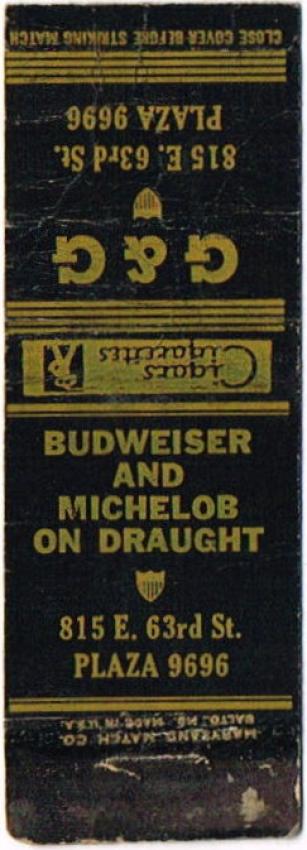 Cigars
Cigarettes
G & G
815 E. 63rd St.
PLAZA 9696
CLOSE COVER BEFORE STRIKING MATCH
BUDWEISER
AND
MICHELOB
ON DRAUGHT
815 E. 63rd St.
PLAZA 9696
MARYLAND MATCH CO.
BALTO. MD. MADE IN U.S.A.